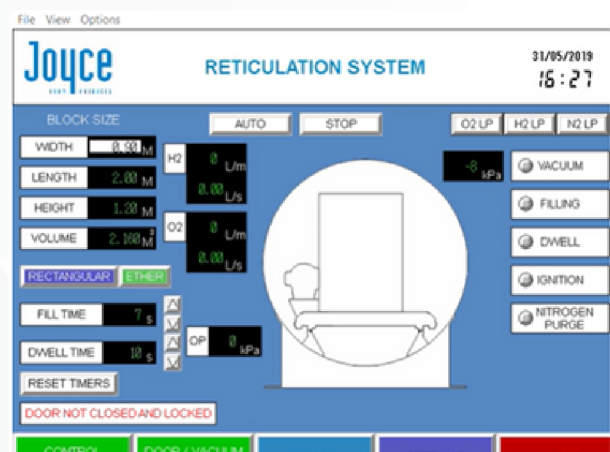 File View Options
Joyce
RETICULATION SYSTEM
31/05/2019
16:27
BLOCK SIZE
AUTO
STOP
O2 LP
H2 LP
N2 LP
WIDTH 0.90 M
LENGTH 2.00 M
HEIGHT 1.20 M
VOLUME 2.160 M3
H2
0 L/m
0.00 L/s
O2
0 L/m
0.00 L/s
-8 kPa
VACUUM
FILLING
DWELL
IGNITION
NITROGEN
PURGE
RECTANGULAR
ETHER
FILL TIME 7 s
DWELL TIME 10 s
OP 0 kPa
RESET TIMERS
DOOR NOT CLOSED AND LOCKED
CONTROL
DOOR / VACUUM